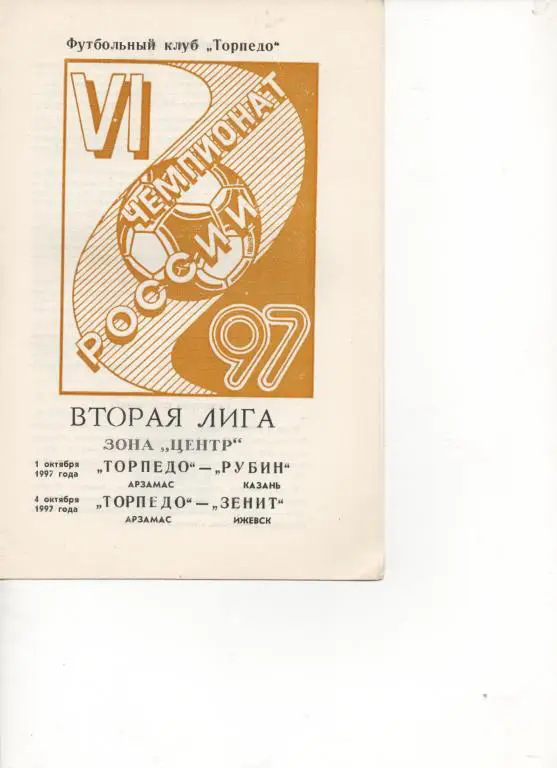 Футбольный клуб „Торпедо“
VI
ЧЕМПИОНАТ
РОССИИ
97
ВТОРАЯ ЛИГА
ЗОНА „ЦЕНТР“
1 октября 1997 года „ТОРПЕДО“—„РУБИН“
АРЗАМАС КАЗАНЬ
4 октября 1997 года „ТОРПЕДО“—„ЗЕНИТ“
АРЗАМАС ИЖЕВСК